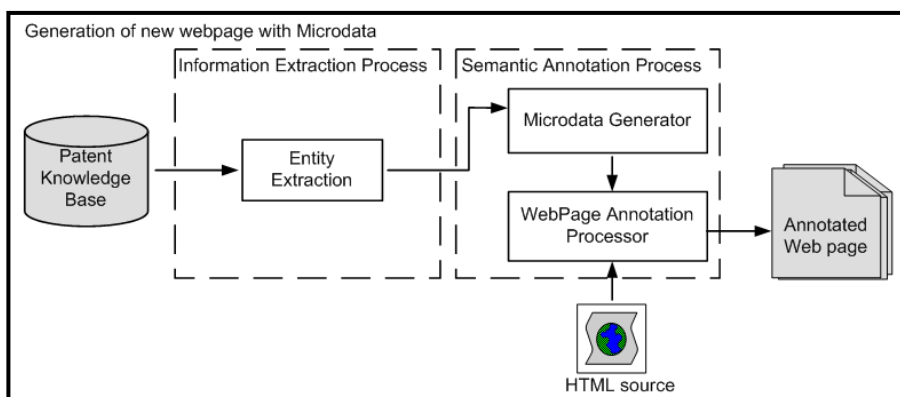 Generation of new webpage with Microdata
Information Extraction Process
Semantic Annotation Process
Patent
Knowledge
Base
Entity
Extraction
Microdata Generator
WebPage Annotation
Processor
Annotated
Web page
HTML source